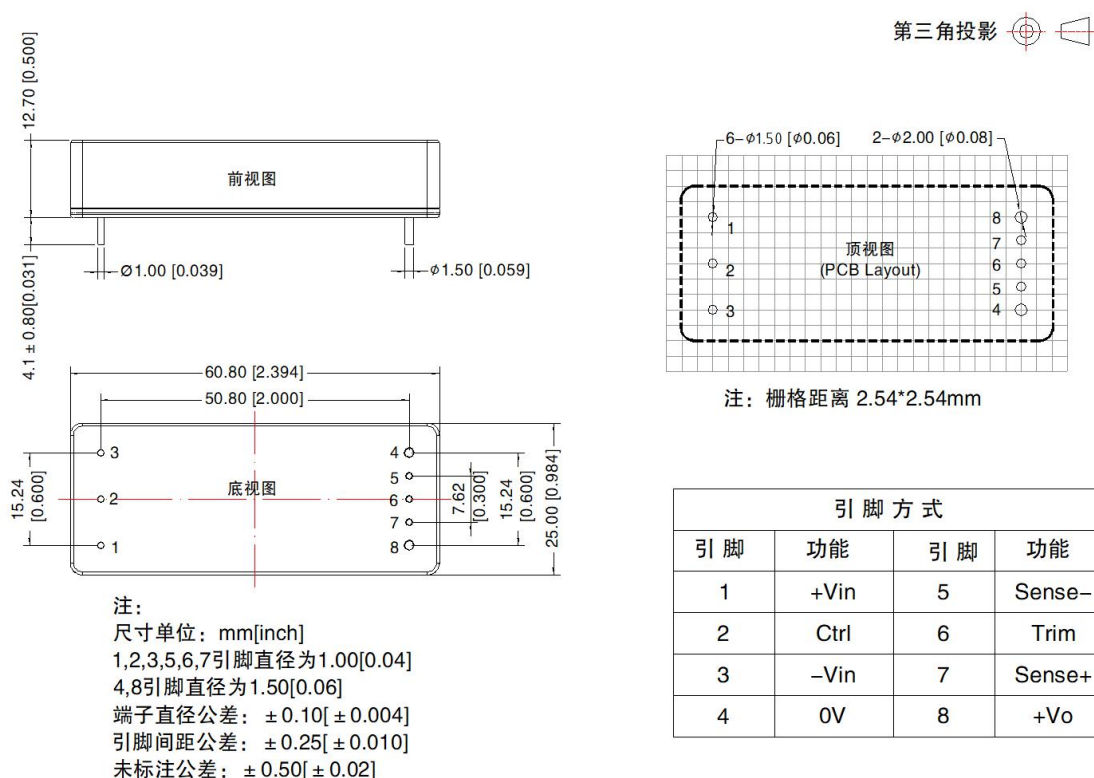 第三角投影
12.70 [0.500]
前视图
Ø1.00 [0.039]
ϕ1.50 [0.059]
4.1±0.80[0.031]
6-ϕ1.50 [ϕ0.06]
2-ϕ2.00 [ϕ0.08]
1
2
3
8
7
6
5
4
顶视图
(PCB Layout)
注：栅格距离 2.54*2.54mm
60.80 [2.394]
50.80 [2.000]
15.24
[0.600]
3
2
1
底视图
4
5
6
7
8
7.62
[0.300]
15.24
[0.600]
25.00 [0.984]
注：
尺寸单位：mm[inch]
1,2,3,5,6,7引脚直径为1.00[0.04]
4,8引脚直径为1.50[0.06]
端子直径公差：±0.10[±0.004]
引脚间距公差：±0.25[±0.010]
未标注公差：±0.50[±0.02]
引脚方式
引脚 功能 引脚 功能
1 +Vin 5 Sense−
2 Ctrl 6 Trim
3 −Vin 7 Sense+
4 0V 8 +Vo